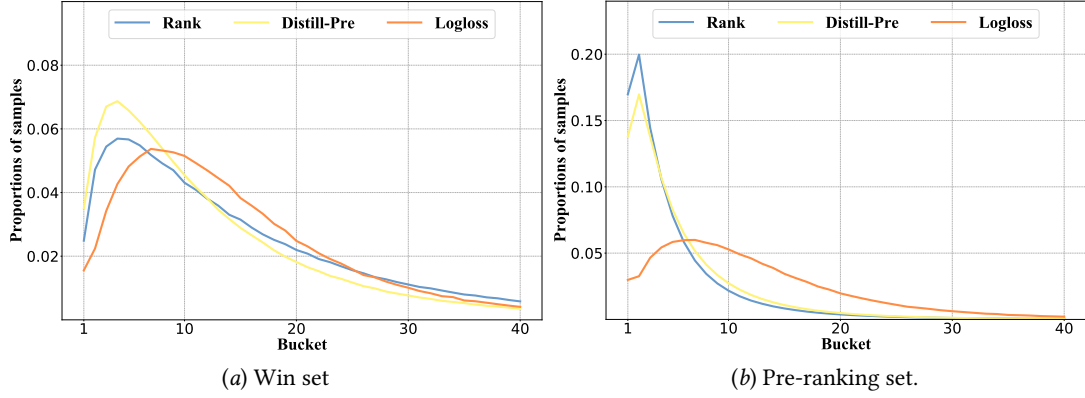 Rank Distill-Pre Logloss
Proportions of samples
0.08
0.06
0.04
0.02
1 10 20 30 40
Bucket
(a) Win set
Rank Distill-Pre Logloss
Proportions of samples
0.20
0.15
0.10
0.05
1 10 20 30 40
Bucket
(b) Pre-ranking set.